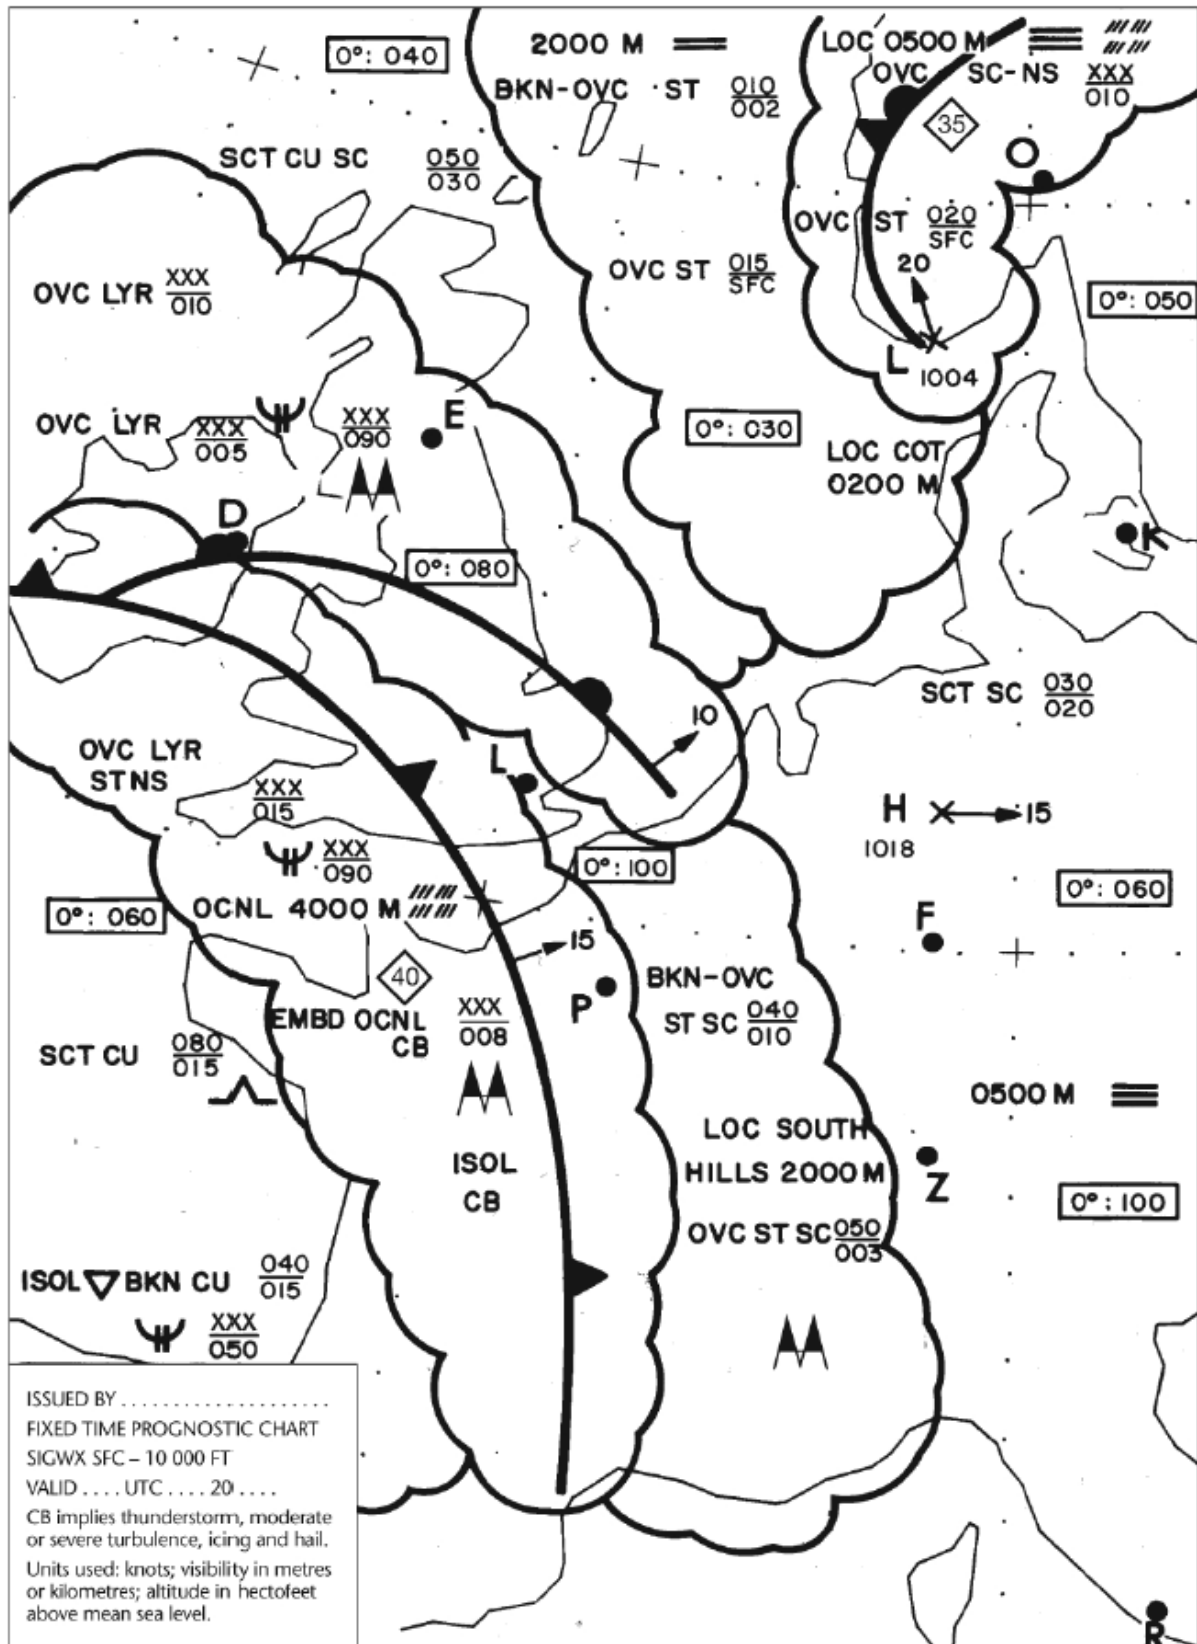 0°: 040
2000 M
LOC 0500 M
OVC SC-NS XXX
010
BKN-OVC ST 010
002
35
SCT CU SC 050
030
O
OVC ST 020
SFC
20
OVC LYR XXX
010
OVC ST 015
SFC
0°: 050
L 1004
OVC LYR XXX
005
XXX
090
E
0°: 030
LOC COT
0200 M
D
K
0°: 080
SCT SC 030
020
10
OVC LYR
STNS
XXX
015
L
H
1018
15
XXX
090
0°: 100
0°: 060
0°: 060
OCNL 4000 M
F
15
40
P
BKN-OVC
ST SC 040
010
EMBD OCNL
CB
XXX
008
SCT CU 080
015
0500 M
LOC SOUTH
HILLS 2000 M
ISOL
CB
Z
0°: 100
OVC ST SC 050
003
ISOL BKN CU 040
015
XXX
050
ISSUED BY . . . . . . . . . . . . . . . . . . . .
FIXED TIME PROGNOSTIC CHART
SIGWX SFC – 10 000 FT
VALID . . . . UTC . . . . 20 . . . .
CB implies thunderstorm, moderate
or severe turbulence, icing and hail.
Units used: knots; visibility in metres
or kilometres; altitude in hectofeet
above mean sea level.
R